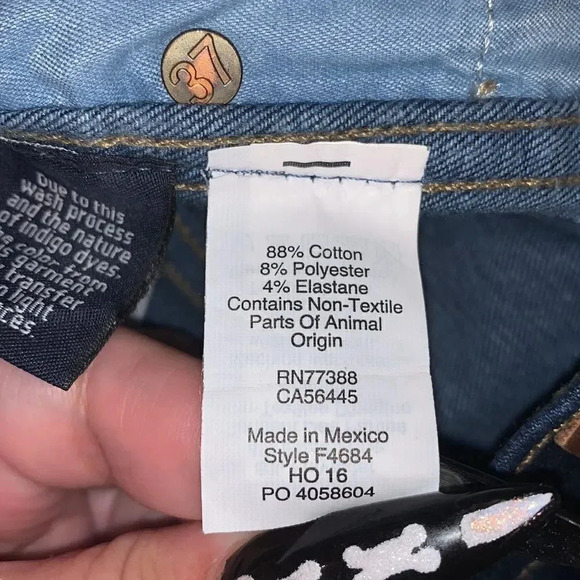 37
Due to this
wash process
and the nature
of indigo dyes.
color from
garment
transfer
light
88% Cotton
8% Polyester
4% Elastane
Contains Non-Textile
Parts Of Animal
Origin
RN77388
CA56445
Made in Mexico
Style F4684
HO 16
PO 4058604